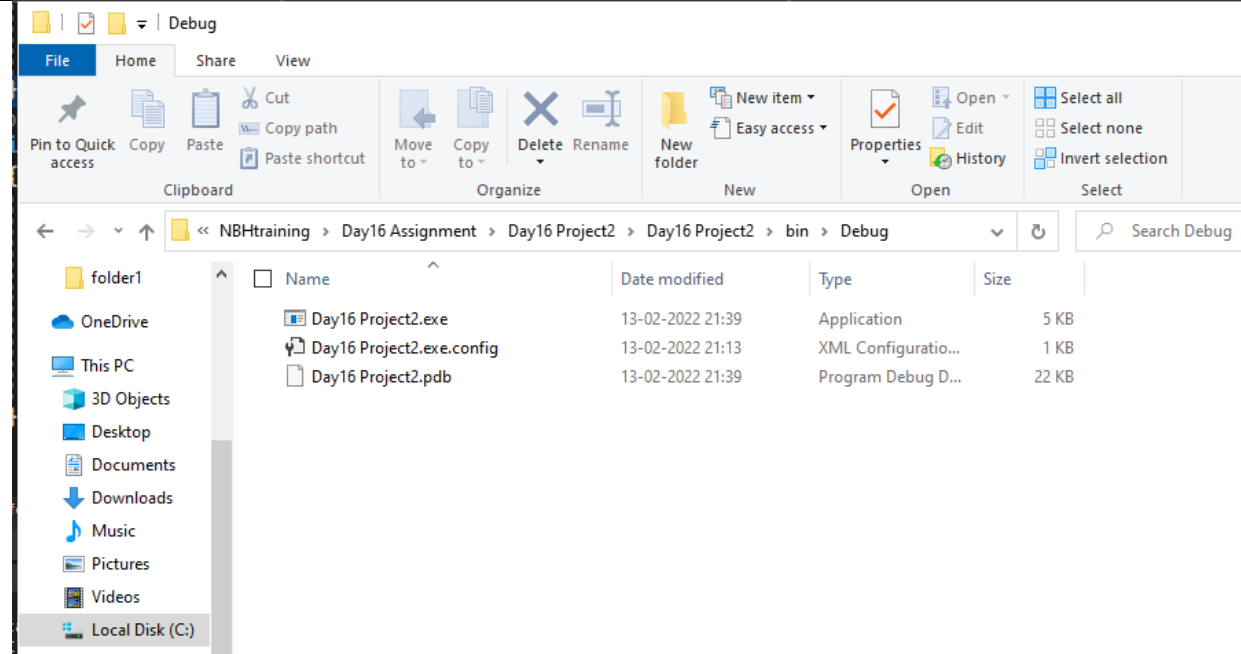 Debug
File Home Share View
Pin to Quick access
Copy
Paste
Cut
Copy path
Paste shortcut
Clipboard
Move to
Copy to
Delete
Rename
Organize
New folder
New item
Easy access
New
Properties
Open
Edit
History
Open
Select all
Select none
Invert selection
Select
« NBHtraining › Day16 Assignment › Day16 Project2 › Day16 Project2 › bin › Debug
Search Debug
folder1
OneDrive
This PC
3D Objects
Desktop
Documents
Downloads
Music
Pictures
Videos
Local Disk (C:)
Name Date modified Type Size
Day16 Project2.exe 13-02-2022 21:39 Application 5 KB
Day16 Project2.exe.config 13-02-2022 21:13 XML Configuratio... 1 KB
Day16 Project2.pdb 13-02-2022 21:39 Program Debug D... 22 KB